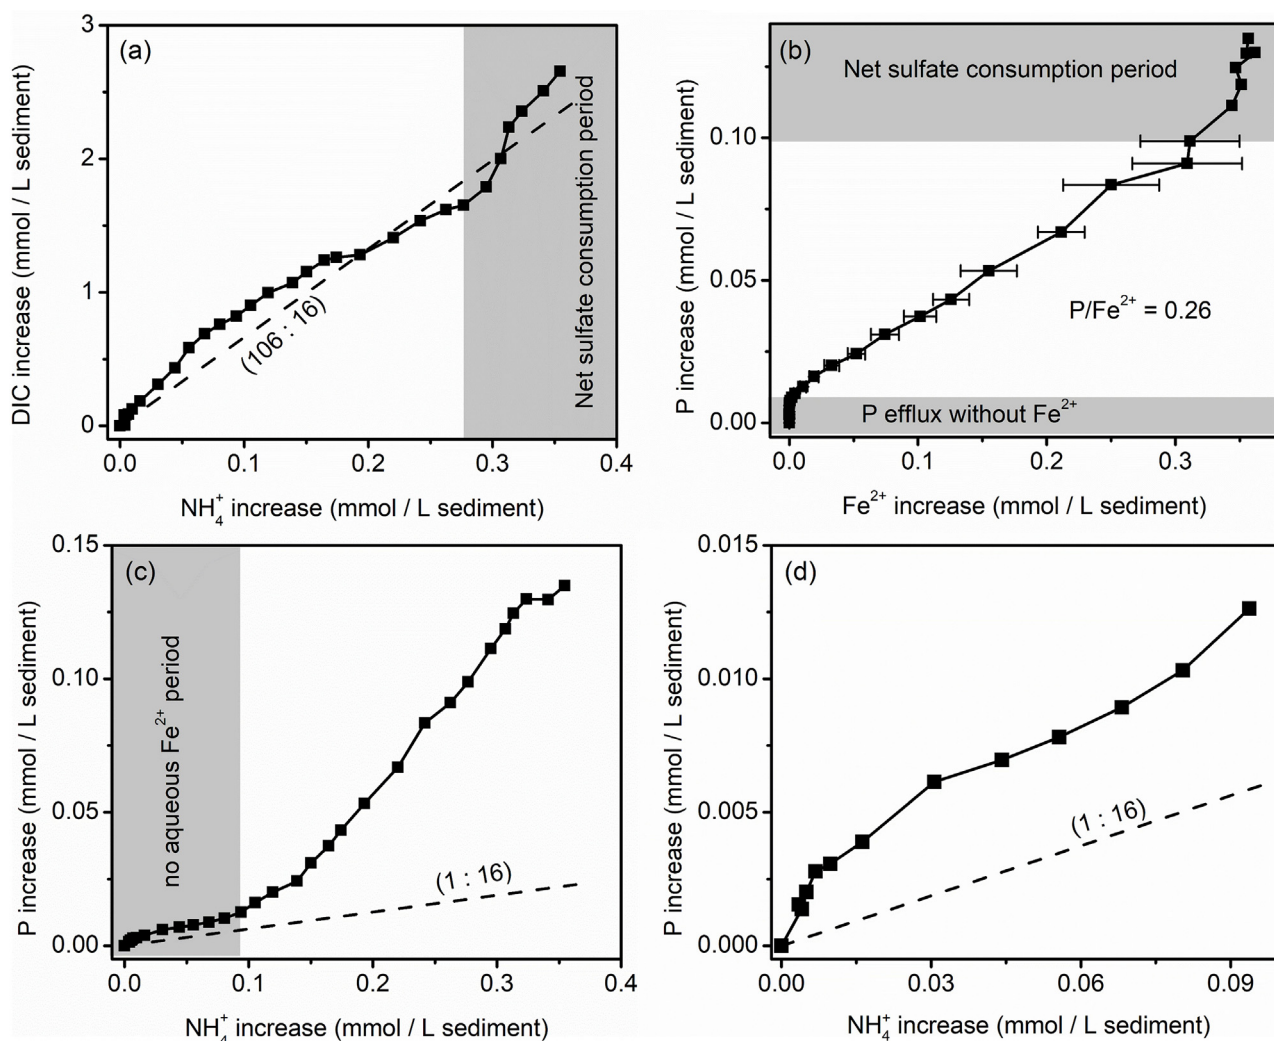 (a)
DIC increase (mmol / L sediment)
3
2
1
0
(106 : 16)
Net sulfate consumption period
0.0 0.1 0.2 0.3 0.4
NH₄⁺ increase (mmol / L sediment)
(b)
P increase (mmol / L sediment)
Net sulfate consumption period
0.10
0.05
0.00
P/Fe²⁺ = 0.26
P efflux without Fe²⁺
0.0 0.1 0.2 0.3
Fe²⁺ increase (mmol / L sediment)
(c)
P increase (mmol / L sediment)
0.15
0.10
0.05
0.00
no aqueous Fe²⁺ period
(1 : 16)
0.0 0.1 0.2 0.3 0.4
NH₄⁺ increase (mmol / L sediment)
(d)
P increase (mmol / L sediment)
0.015
0.010
0.005
0.000
(1 : 16)
0.00 0.03 0.06 0.09
NH₄⁺ increase (mmol / L sediment)